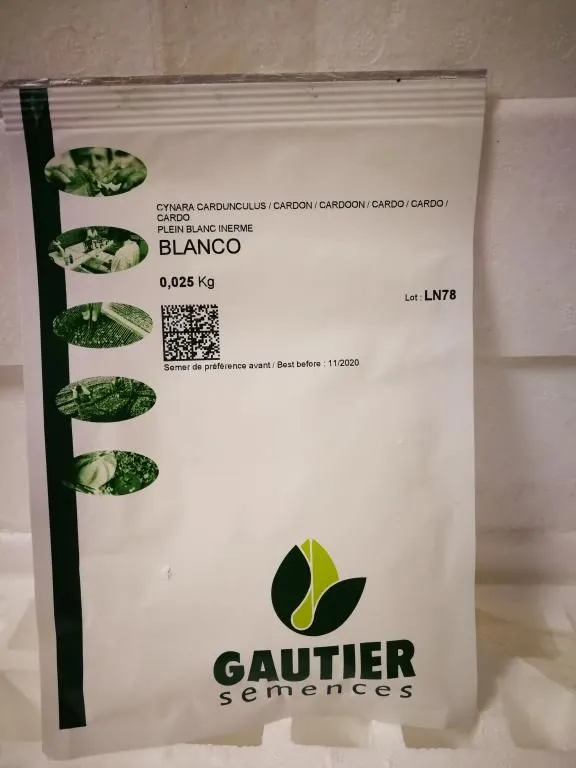 CYNARA CARDUNCULUS / CARDON / CARDOON / CARDO / CARDO /
CARDO
PLEIN BLANC INERME
BLANCO
0,025 Kg
Lot : LN78
Semer de préférence avant / Best before : 11/2020
GAUTIER
semences